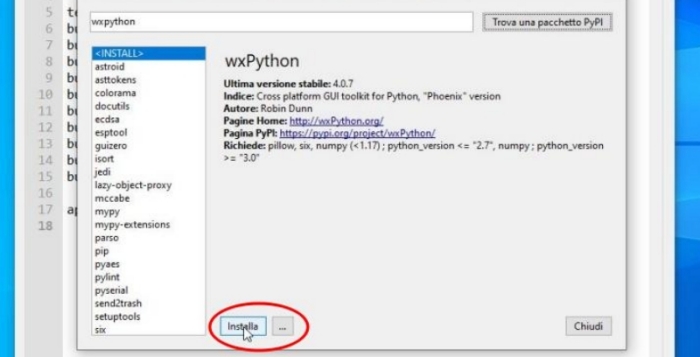 wxpython
Trova una pacchetto PyPI
5 te
6 bu
7 bu
8 bu
9 bu
10 bu
11 bu
12 bu
13 bu
14 bu
15 bu
16
17 ap
18
<INSTALL>
astroid
asttokens
colorama
docutils
ecdsa
esptool
guizero
isort
jedi
lazy-object-proxy
mccabe
mypy
mypy-extensions
parso
pip
pyaes
pylint
pyserial
send2trash
setuptools
six
wxPython
Ultima versione stabile: 4.0.7
Indice: Cross platform GUI toolkit for Python, "Phoenix" version
Autore: Robin Dunn
Pagine Home: http://wxPython.org/
Pagina PyPI: https://pypi.org/project/wxPython/
Richiede: pillow, six, numpy (<1.17) ; python_version <= "2.7", numpy ; python_version
>= "3.0"
Installa
...
Chiudi